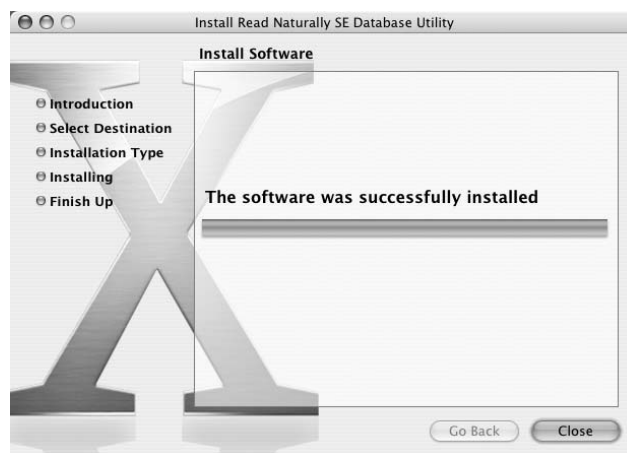 Install Read Naturally SE Database Utility
Install Software
Introduction
Select Destination
Installation Type
Installing
Finish Up
The software was successfully installed
Go Back
Close